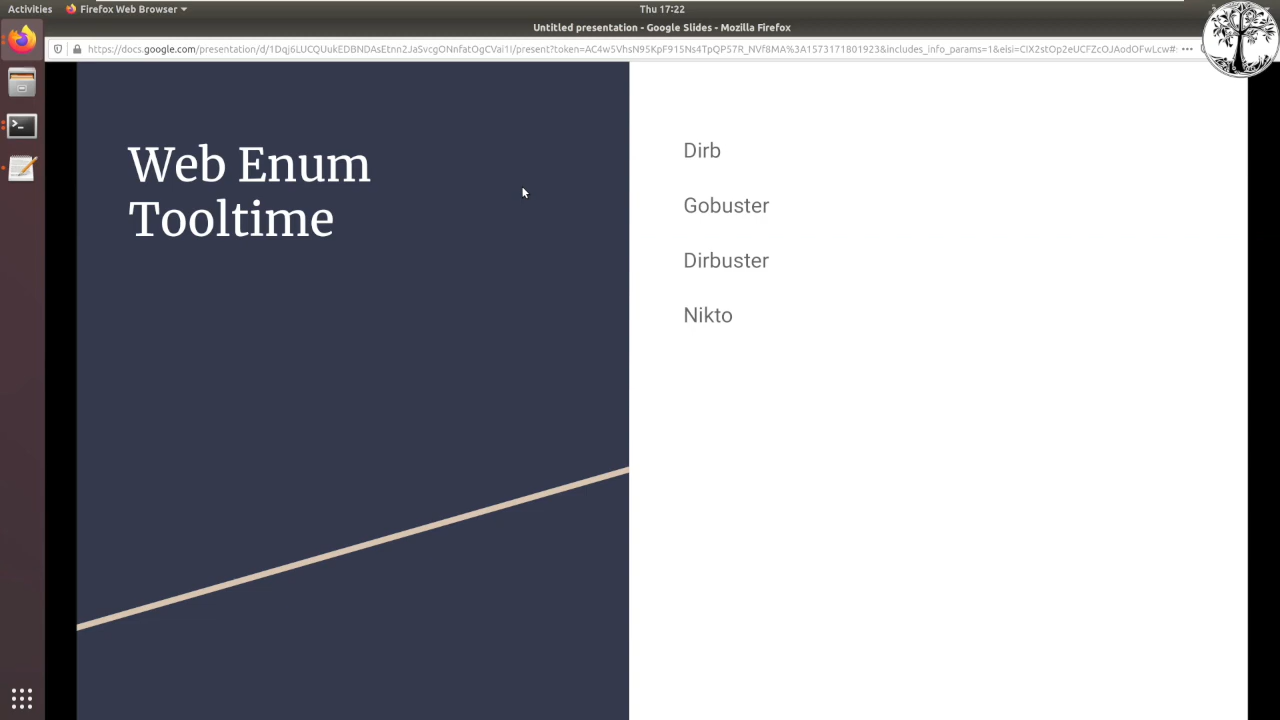 Activities
Firefox Web Browser
Thu 17:22
Untitled presentation - Google Slides - Mozilla Firefox
Web Enum
Tooltime
Dirb
Gobuster
Dirbuster
Nikto